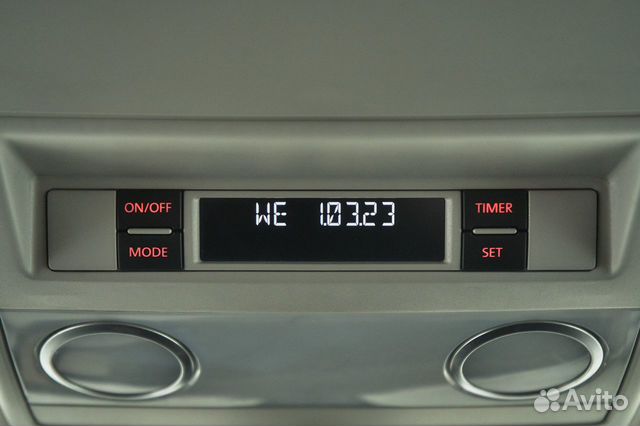 ON/OFF WE 1.03.23 TIMER
MODE SET
Avito